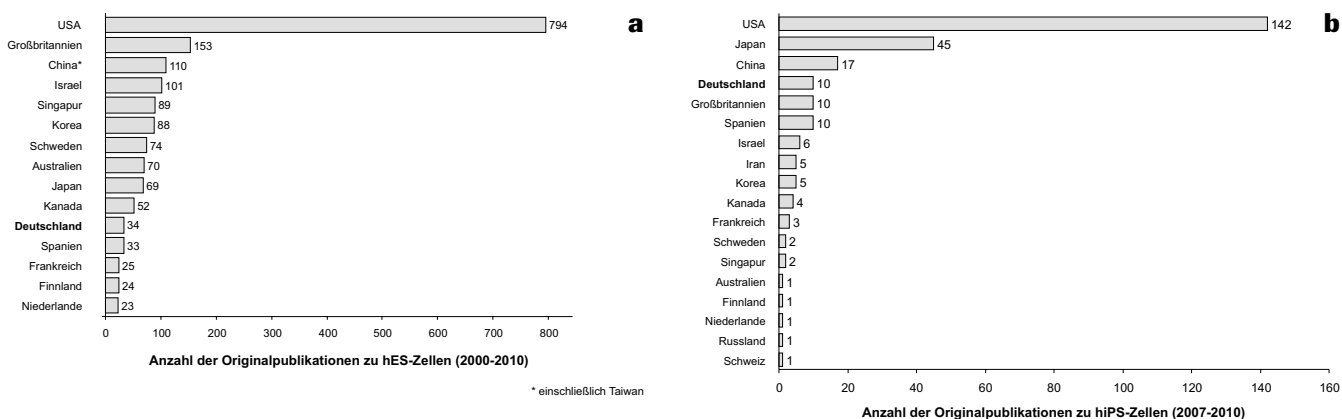 a
USA 794
Großbritannien 153
China* 110
Israel 101
Singapur 89
Korea 88
Schweden 74
Australien 70
Japan 69
Kanada 52
Deutschland 34
Spanien 33
Frankreich 25
Finnland 24
Niederlande 23
0 100 200 300 400 500 600 700 800
Anzahl der Originalpublikationen zu hES-Zellen (2000-2010)
* einschließlich Taiwan
b
USA 142
Japan 45
China 17
Deutschland 10
Großbritannien 10
Spanien 10
Israel 6
Iran 5
Korea 5
Kanada 4
Frankreich 3
Schweden 2
Singapur 2
Australien 1
Finnland 1
Niederlande 1
Russland 1
Schweiz 1
0 20 40 60 80 100 120 140 160
Anzahl der Originalpublikationen zu hiPS-Zellen (2007-2010)